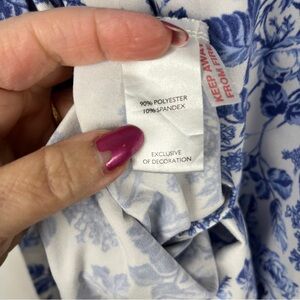 90% POLYESTER
10% SPANDEX
EXCLUSIVE
OF DECORATION
KEEP AWAY
FROM FIRE